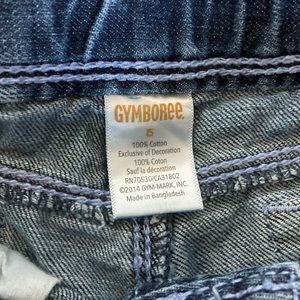 GYMBOREE
5
100% Cotton
Exclusive of Decoration
100% Coton
Sauf la décoration
RN70530/CA31802
©2014 GYM-MARK, INC.
Made in Bangladesh